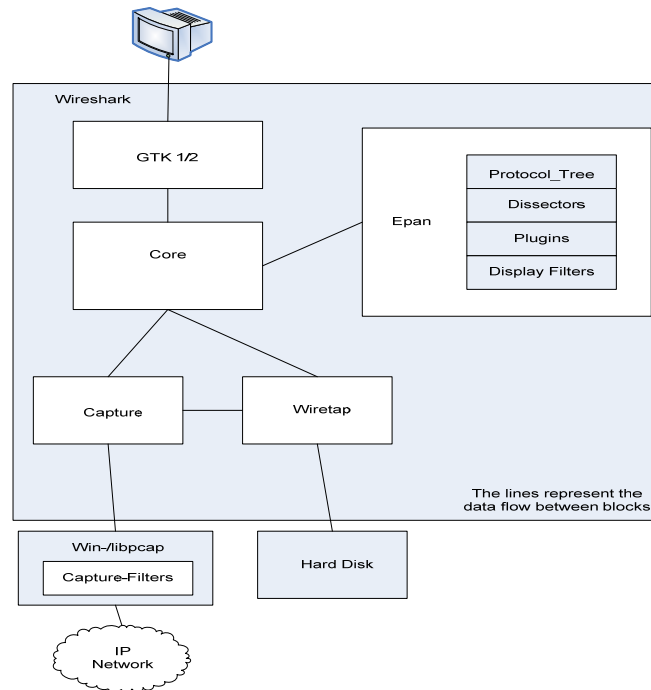 Wireshark
GTK 1/2
Core
Epan
Protocol_Tree
Dissectors
Plugins
Display Filters
Capture
Wiretap
The lines represent the
data flow between blocks
Win-/libpcap
Capture-Filters
Hard Disk
IP
Network